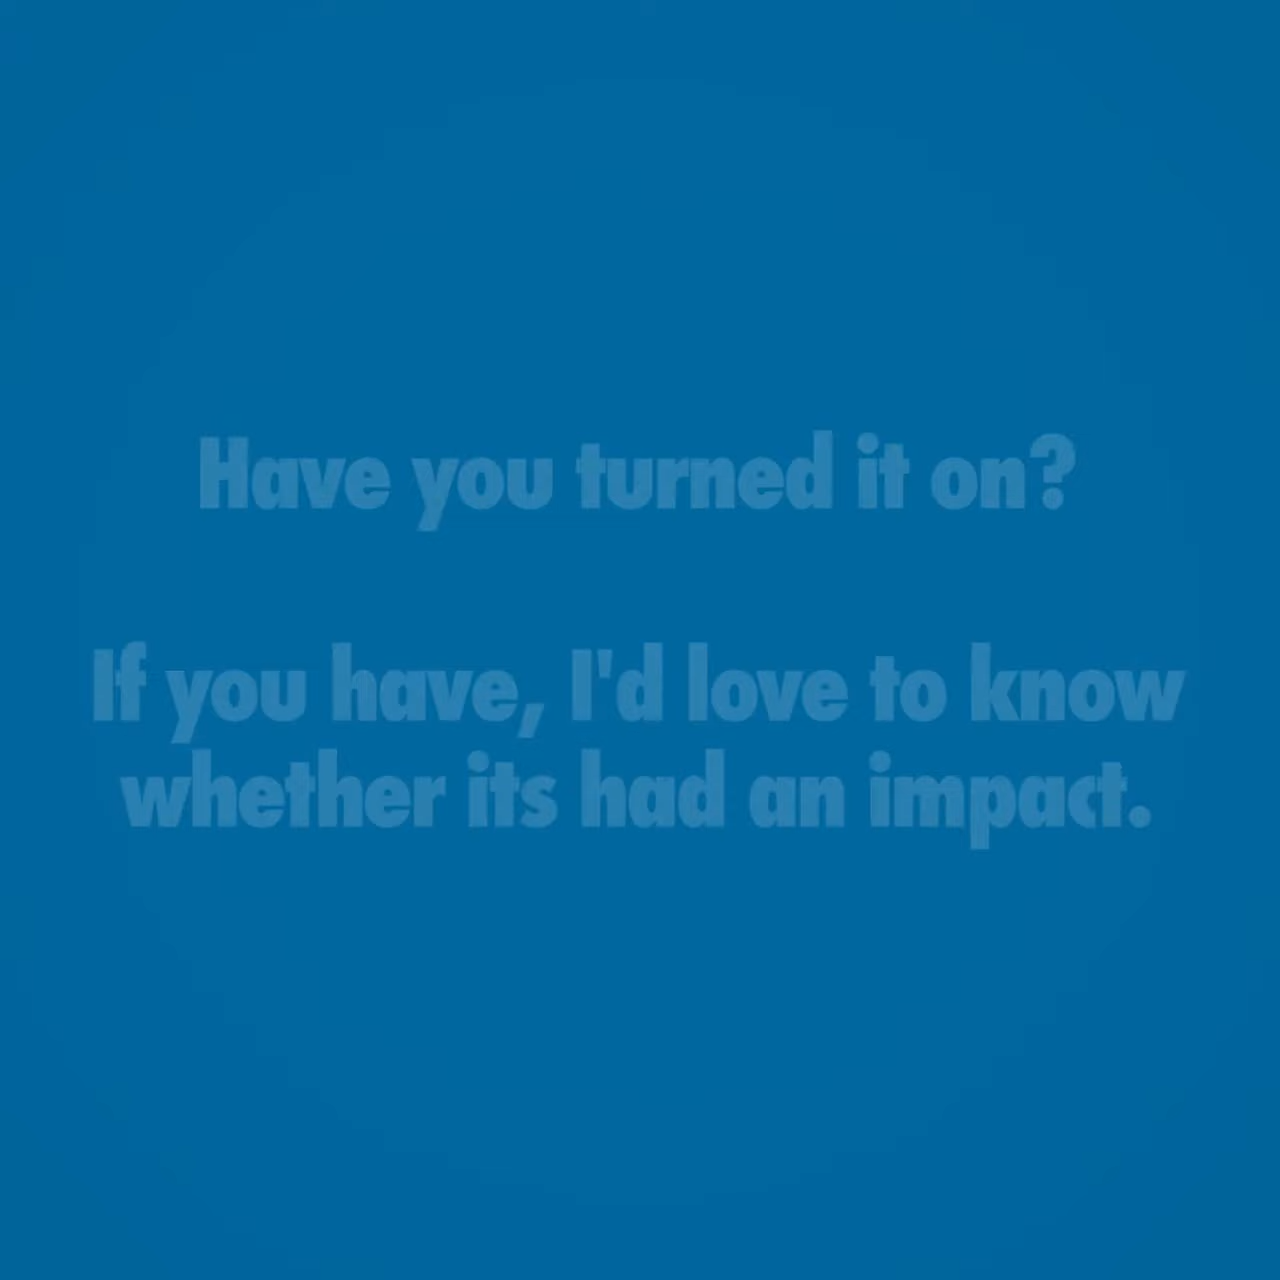 Have you turned it on?
If you have, I'd love to know
whether its had an impact.